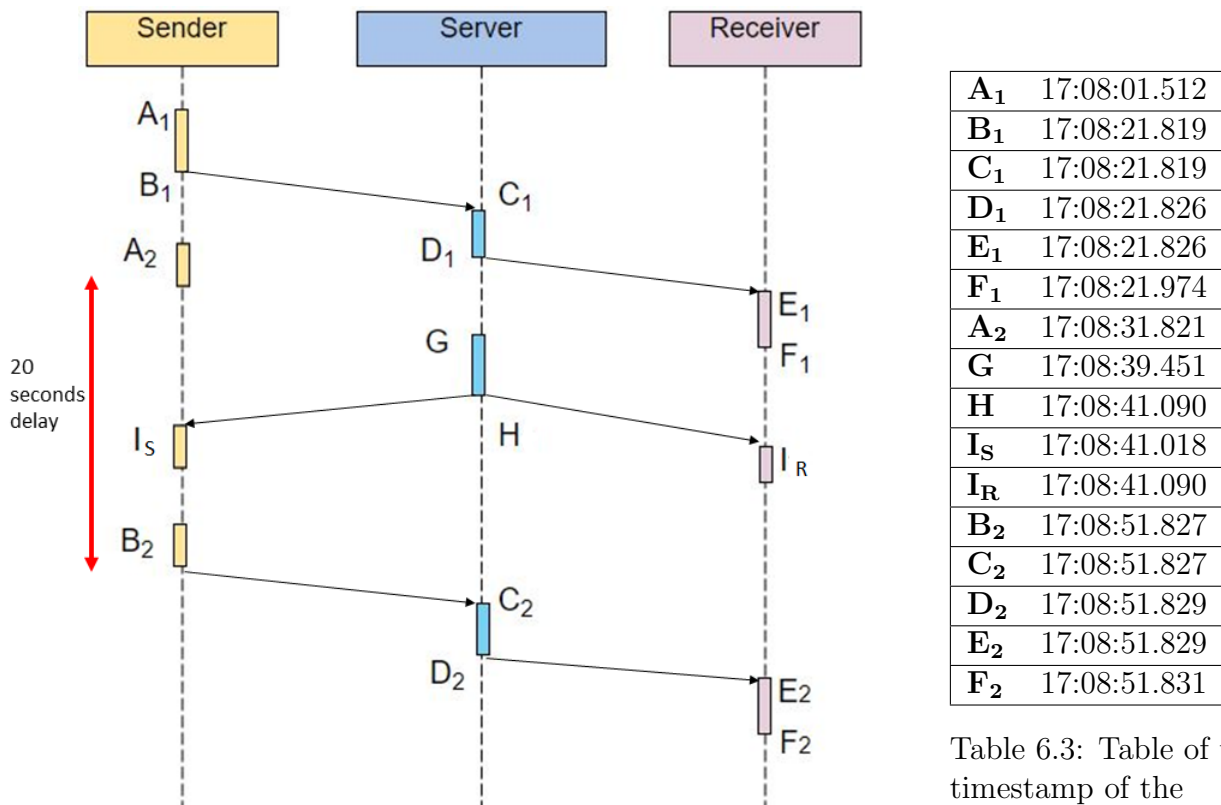 Sender
Server
Receiver
A1
B1
C1
A2
D1
E1
F1
G
20
seconds
delay
IS
H
I R
B2
C2
D2
E2
F2
A1 17:08:01.512
B1 17:08:21.819
C1 17:08:21.819
D1 17:08:21.826
E1 17:08:21.826
F1 17:08:21.974
A2 17:08:31.821
G 17:08:39.451
H 17:08:41.090
IS 17:08:41.018
IR 17:08:41.090
B2 17:08:51.827
C2 17:08:51.827
D2 17:08:51.829
E2 17:08:51.829
F2 17:08:51.831
Table 6.3: Table of
timestamp of the